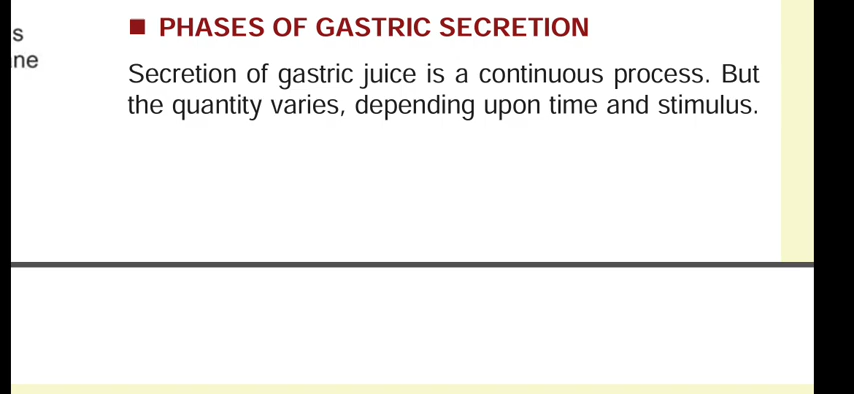 s
ne
■ PHASES OF GASTRIC SECRETION
Secretion of gastric juice is a continuous process. But
the quantity varies, depending upon time and stimulus.